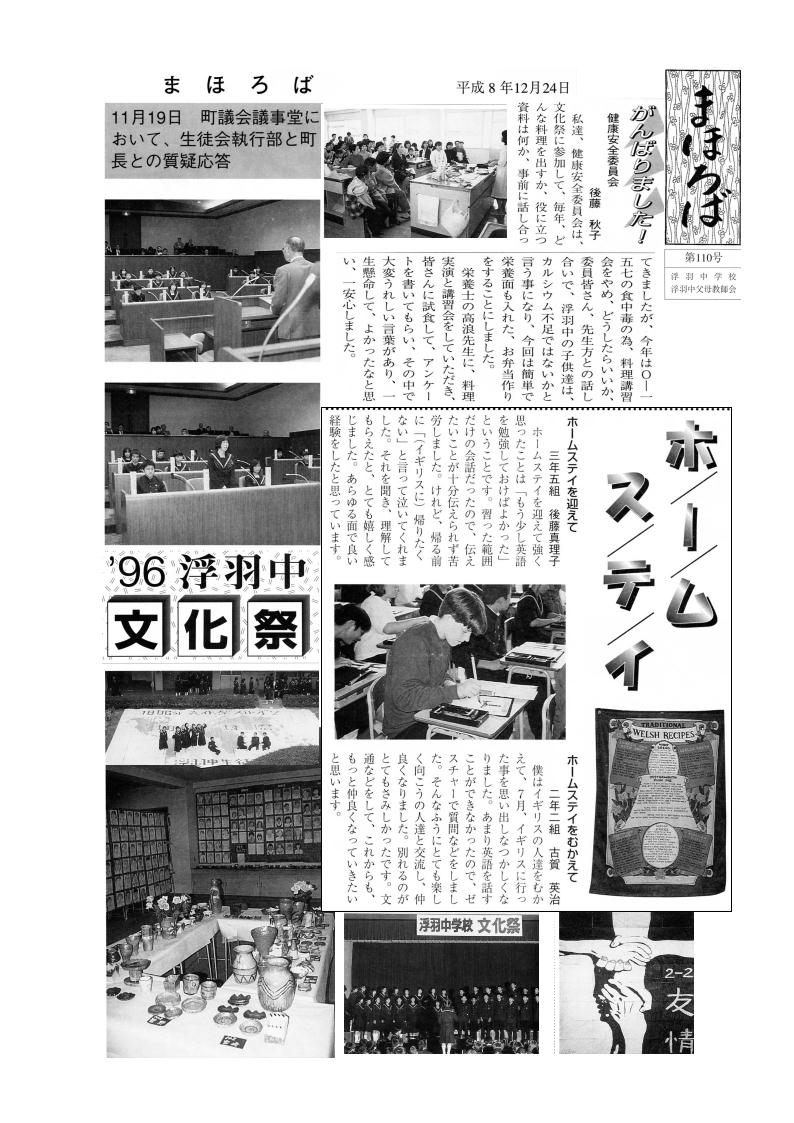 まほろば
平成８年12月24日
まほろば
第110号
浮羽中学校
浮羽中父母教師会
11月19日　町議会議事堂に
おいて、生徒会執行部と町
長との質疑応答
がんばりました！
健康安全委員会
後藤　秋子
私達、健康安全委員会は、
文化祭に参加して、毎年、ど
んな料理を出すか、役に立つ
資料は何か、事前に話し合っ
てきましたが、今年はＯ―一
五七の食中毒の為、料理講習
会をやめ、どうしたらいいか、
委員皆さん、先生方との話し
合いで、浮羽中の子供達は、
カルシウム不足ではないかと
言う事になり、今回は簡単で
栄養面も入れた、お弁当作り
をすることにしました。
栄養士の高浪先生に、料理
実演と講習会をしていただき、
皆さんに試食して、アンケー
トを書いてもらい、その中で
大変うれしい言葉があり、一
生懸命して、よかったなと思
い、一安心しました。
ホームステイ
ホームステイを迎えて
三年五組　後藤真理子
ホームステイを迎えて強く
思ったことは「もう少し英語
を勉強しておけばよかった」
ということです。習った範囲
だけの会話だったので、伝え
たいことが十分伝えられず苦
労しました。けれど、帰る前
に「（イギリスに）帰りたく
ない」と言って泣いてくれま
した。それを聞き、理解して
もらえたと、とても嬉しく感
じました。あらゆる面で良い
経験をしたと思っています。
TRADITIONAL
WELSH RECIPES
ホームステイをむかえて
二年二組　古賀　英治
僕はイギリスの人達をむか
えて、７月、イギリスに行っ
た事を思い出しなつかしくな
りました。あまり英語を話す
ことができなかったので、ゼ
スチャーで質問などをしまし
た。そんなふうにとても楽し
く向こうの人達と交流し、仲
良くなりました。別れるのが
とてもさみしかったです。文
通などをして、これからも、
もっと仲良くなっていきたい
と思います。
'96 浮羽中
文化祭
浮羽中学校 文化祭
2-2
友
情